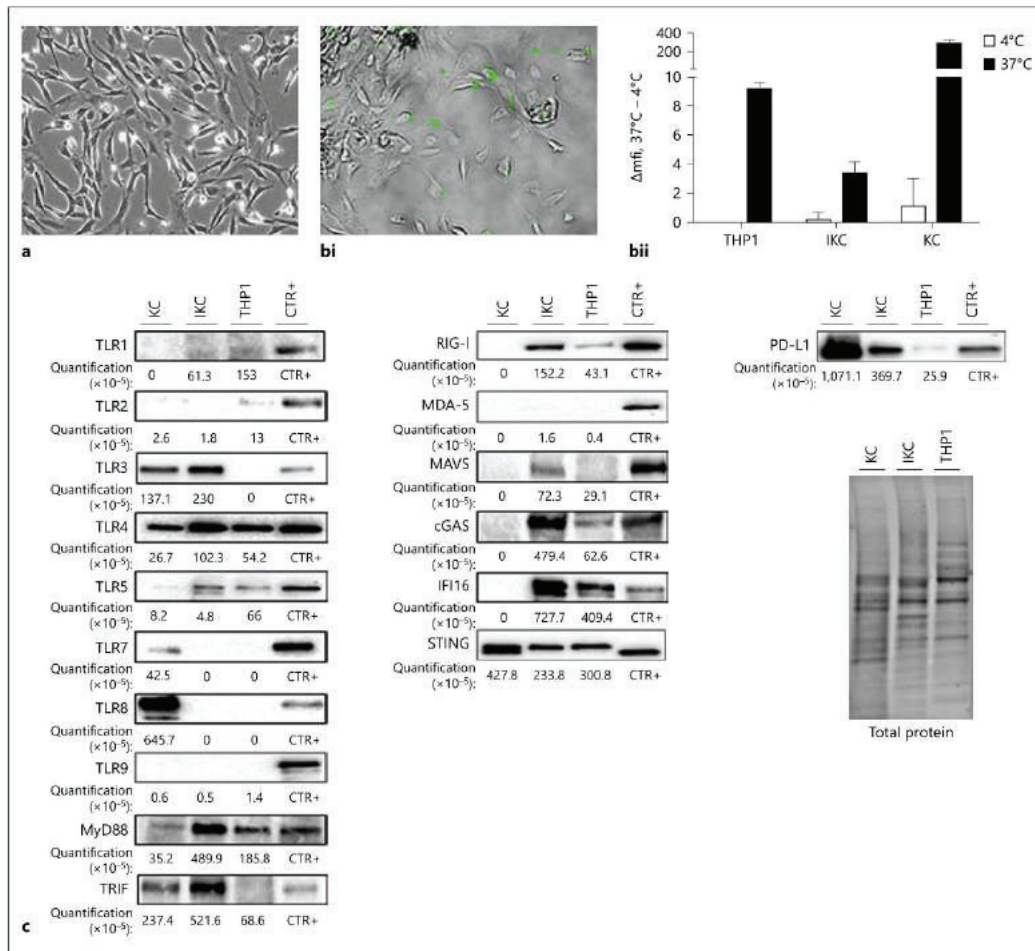 a
bi
400
200
10
8
6
4
2
0
Δmfi, 37°C – 4°C
4°C
37°C
THP1
IKC
KC
bii
KC
IKC
THP1
CTR+
TLR1
Quantification
(×10⁻⁵):
0 61.3 153 CTR+
TLR2
Quantification
(×10⁻⁵):
2.6 1.8 13 CTR+
TLR3
Quantification
(×10⁻⁵):
137.1 230 0 CTR+
TLR4
Quantification
(×10⁻⁵):
26.7 102.3 54.2 CTR+
TLR5
Quantification
(×10⁻⁵):
8.2 4.8 66 CTR+
TLR7
Quantification
(×10⁻⁵):
42.5 0 0 CTR+
TLR8
Quantification
(×10⁻⁵):
645.7 0 0 CTR+
TLR9
Quantification
(×10⁻⁵):
0.6 0.5 1.4 CTR+
MyD88
Quantification
(×10⁻⁵):
35.2 489.9 185.8 CTR+
TRIF
Quantification
(×10⁻⁵):
237.4 521.6 68.6 CTR+
c
KC
IKC
THP1
CTR+
RIG-I
Quantification
(×10⁻⁵):
0 152.2 43.1 CTR+
MDA-5
Quantification
(×10⁻⁵):
0 1.6 0.4 CTR+
MAVS
Quantification
(×10⁻⁵):
0 72.3 29.1 CTR+
cGAS
Quantification
(×10⁻⁵):
0 479.4 62.6 CTR+
IFI16
Quantification
(×10⁻⁵):
0 727.7 409.4 CTR+
STING
Quantification
(×10⁻⁵):
427.8 233.8 300.8 CTR+
KC
IKC
THP1
CTR+
PD-L1
Quantification
(×10⁻⁵):
1,071.1 369.7 25.9 CTR+
KC
IKC
THP1
Total protein